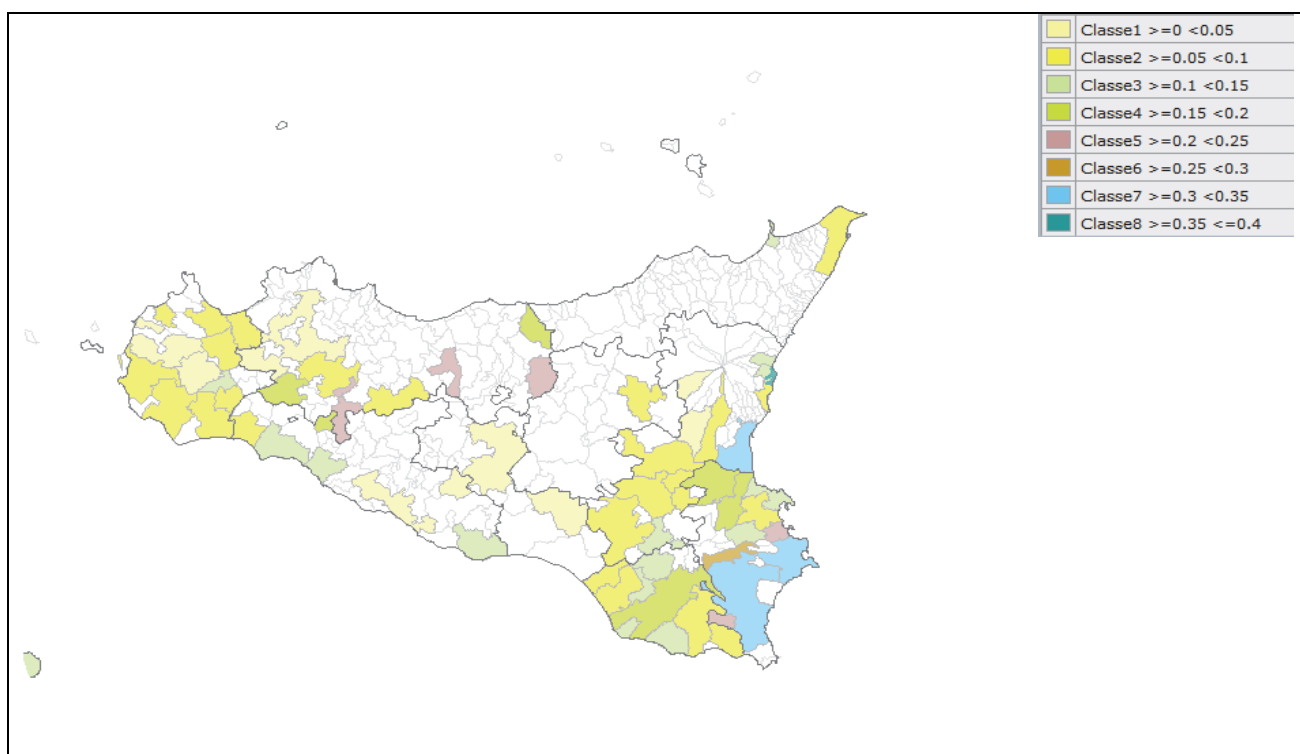 Classe1 >=0 <0.05
Classe2 >=0.05 <0.1
Classe3 >=0.1 <0.15
Classe4 >=0.15 <0.2
Classe5 >=0.2 <0.25
Classe6 >=0.25 <0.3
Classe7 >=0.3 <0.35
Classe8 >=0.35 <=0.4